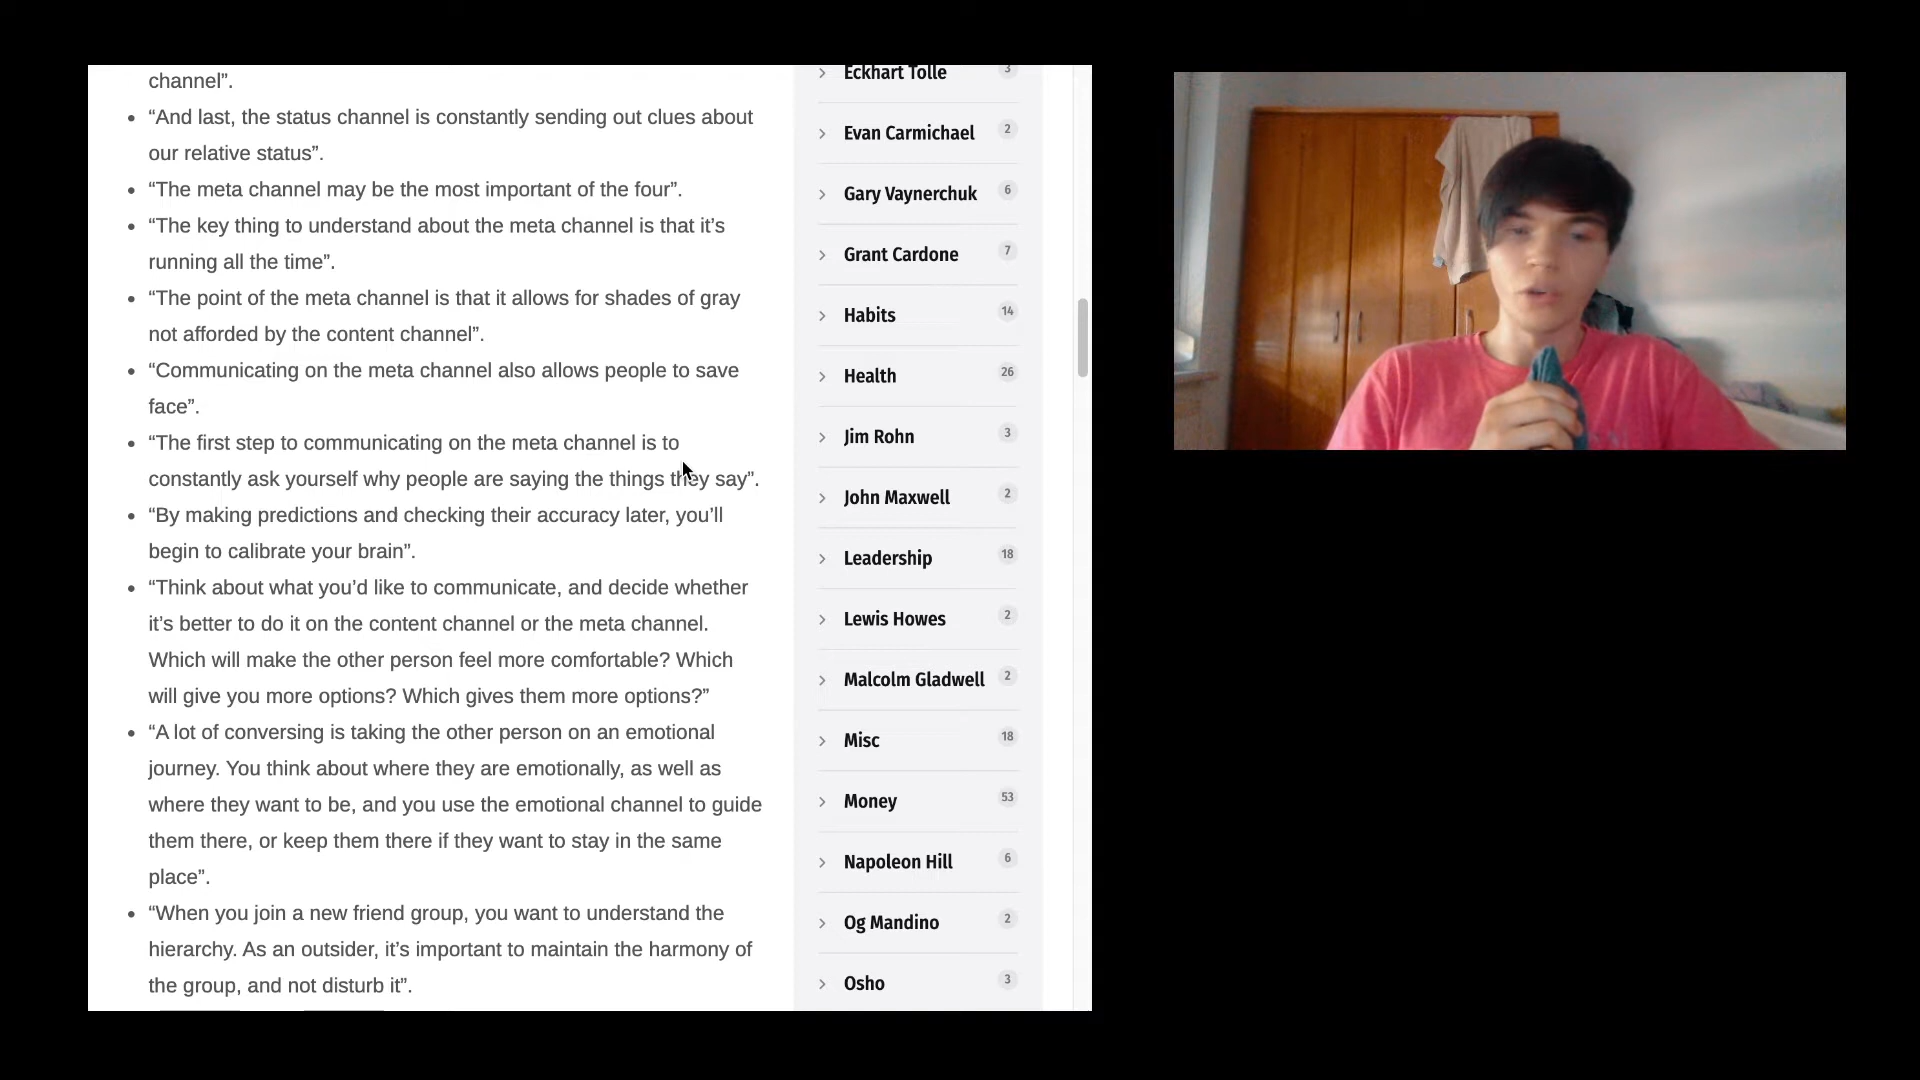 channel”.
“And last, the status channel is constantly sending out clues about
our relative status”.
“The meta channel may be the most important of the four”.
“The key thing to understand about the meta channel is that it’s
running all the time”.
“The point of the meta channel is that it allows for shades of gray
not afforded by the content channel”.
“Communicating on the meta channel also allows people to save
face”.
“The first step to communicating on the meta channel is to
constantly ask yourself why people are saying the things they say”.
“By making predictions and checking their accuracy later, you’ll
begin to calibrate your brain”.
“Think about what you’d like to communicate, and decide whether
it’s better to do it on the content channel or the meta channel.
Which will make the other person feel more comfortable? Which
will give you more options? Which gives them more options?”
“A lot of conversing is taking the other person on an emotional
journey. You think about where they are emotionally, as well as
where they want to be, and you use the emotional channel to guide
them there, or keep them there if they want to stay in the same
place”.
“When you join a new friend group, you want to understand the
hierarchy. As an outsider, it’s important to maintain the harmony of
the group, and not disturb it”.
Eckhart Tolle 3
Evan Carmichael 2
Gary Vaynerchuk 6
Grant Cardone 7
Habits 14
Health 26
Jim Rohn 3
John Maxwell 2
Leadership 18
Lewis Howes 2
Malcolm Gladwell 2
Misc 18
Money 53
Napoleon Hill 6
Og Mandino 2
Osho 3